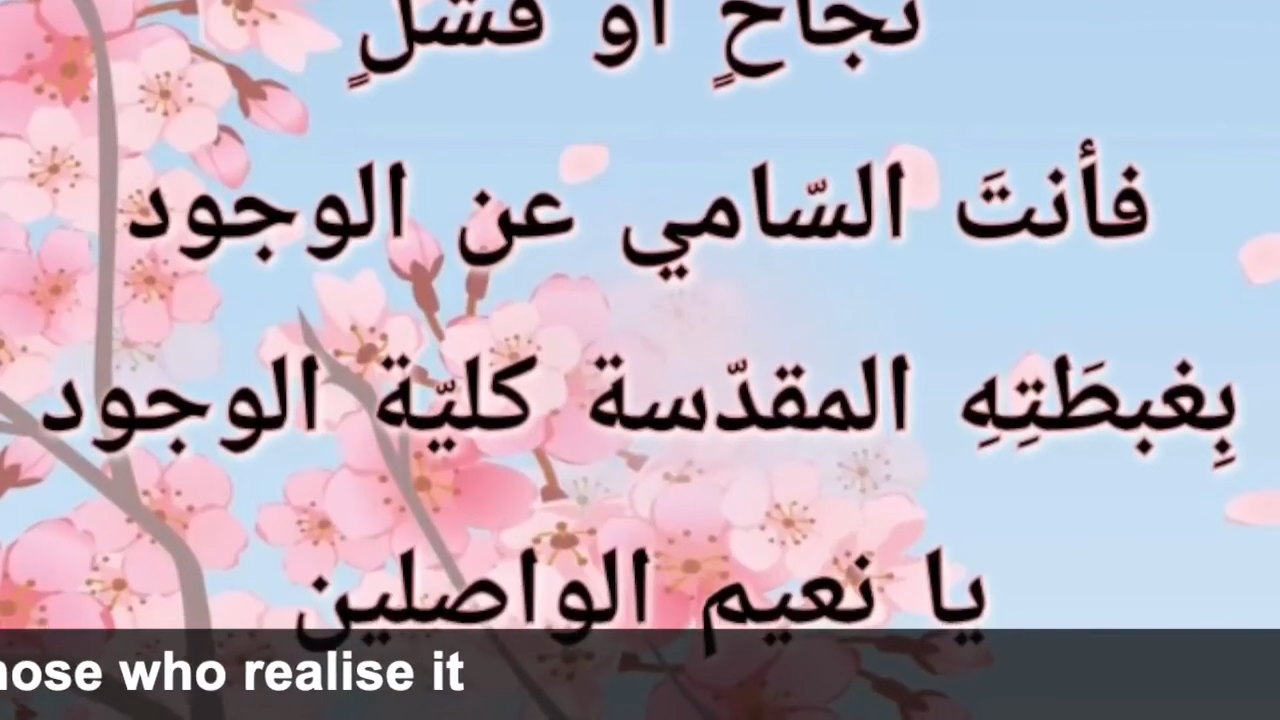 نجاحٍ أو فشلٍ
فأنتَ السّامي عن الوجود
بِغبطَتِهِ المقدّسة كليّة الوجود
يا نعيم الواصلين
who realise it